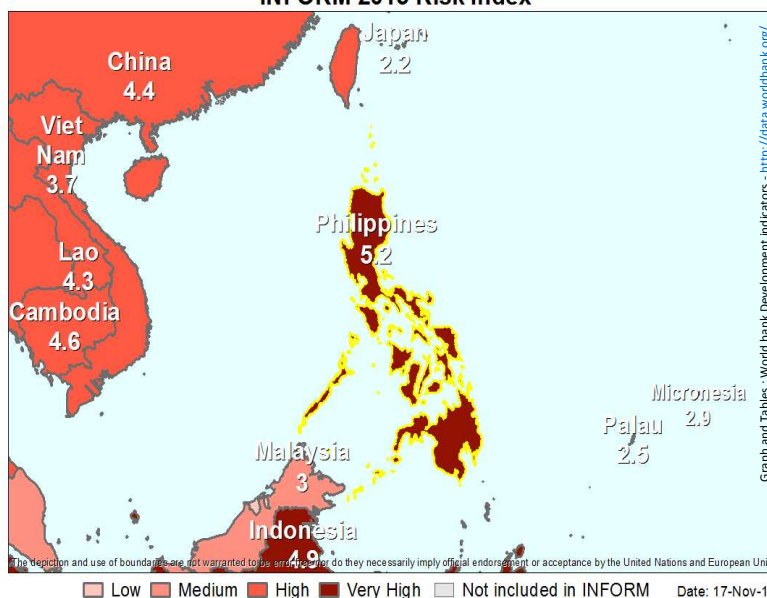 China
4.4
Japan
2.2
Viet
Nam
3.7
Philippines
5.2
Lao
4.3
Cambodia
4.6
Micronesia
2.9
Palau
2.5
Malaysia
3
Indonesia
4.9
The depiction and use of boundaries are not warranted to be error free nor do they necessarily imply official endorsement or acceptance by the United Nations and European Uni
Low Medium High Very High Not included in INFORM Date: 17-Nov-1
Graph and Tables : World bank Development indicators - http://data.worldbank.org/